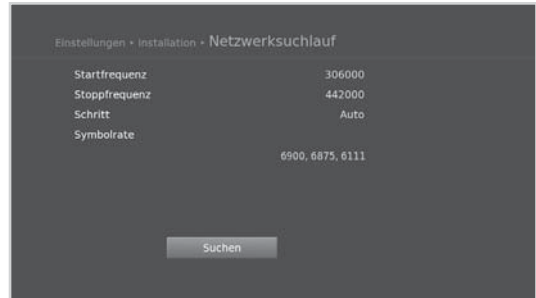 Einstellungen • Installation • Netzwerksuchlauf
Startfrequenz 306000
Stoppfrequenz 442000
Schritt Auto
Symbolrate
6900, 6875, 6111
Suchen